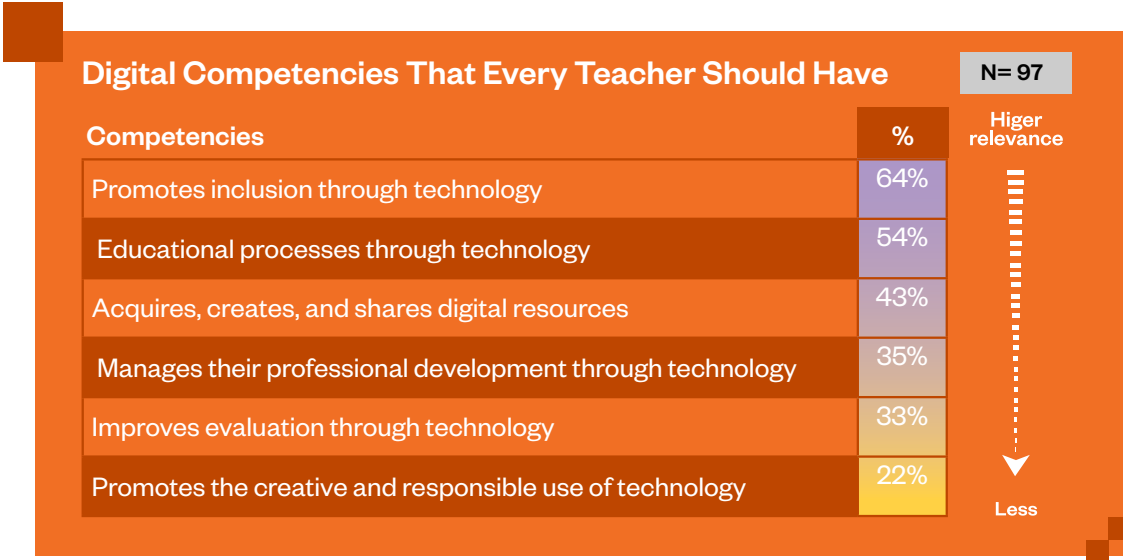 Digital Competencies That Every Teacher Should Have
N= 97
Competencies
%
Higer
relevance
Promotes inclusion through technology
64%
Educational processes through technology
54%
Acquires, creates, and shares digital resources
43%
Manages their professional development through technology
35%
Improves evaluation through technology
33%
Promotes the creative and responsible use of technology
22%
Less